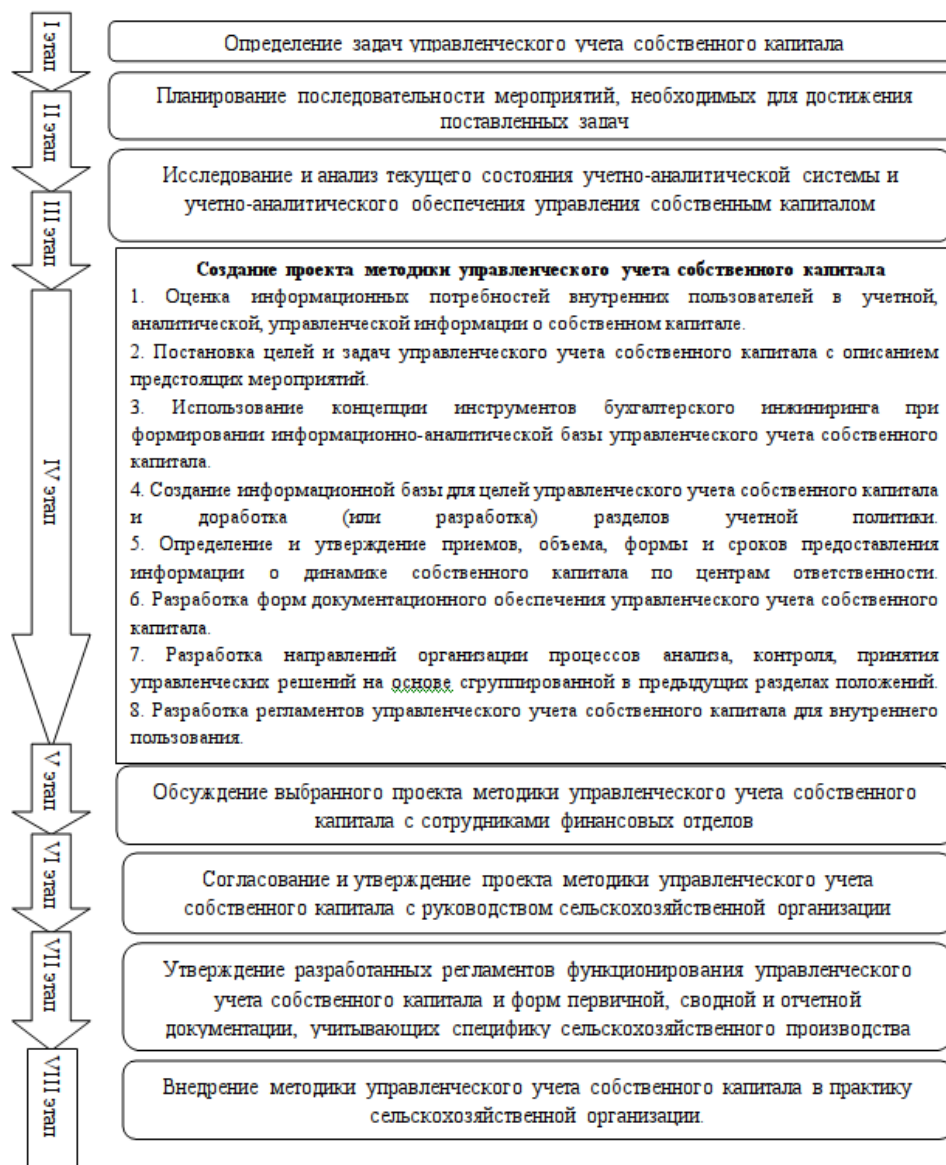 I этап
Определение задач управленческого учета собственного капитала
II этап
Планирование последовательности мероприятий, необходимых для достижения
поставленных задач
III этап
Исследование и анализ текущего состояния учетно-аналитической системы и
учетно-аналитического обеспечения управления собственным капиталом
IV этап
Создание проекта методики управленческого учета собственного капитала
1. Оценка информационных потребностей внутренних пользователей в учетной,
аналитической, управленческой информации о собственном капитале.
2. Постановка целей и задач управленческого учета собственного капитала с описанием
предстоящих мероприятий.
3. Использование концепции инструментов бухгалтерского инжиниринга при
формировании информационно-аналитической базы управленческого учета собственного
капитала.
4. Создание информационной базы для целей управленческого учета собственного капитала
и доработка (или разработка) разделов учетной политики.
5. Определение и утверждение приемов, объема, формы и сроков предоставления
информации о динамике собственного капитала по центрам ответственности.
6. Разработка форм документационного обеспечения управленческого учета собственного
капитала.
7. Разработка направлений организации процессов анализа, контроля, принятия
управленческих решений на основе сгруппированной в предыдущих разделах положений.
8. Разработка регламентов управленческого учета собственного капитала для внутреннего
пользования.
V этап
Обсуждение выбранного проекта методики управленческого учета собственного
капитала с сотрудниками финансовых отделов
VI этап
Согласование и утверждение проекта методики управленческого учета
собственного капитала с руководством сельскохозяйственной организации
VII этап
Утверждение разработанных регламентов функционирования управленческого
учета собственного капитала и форм первичной, сводной и отчетной
документации, учитывающих специфику сельскохозяйственного производства
VIII этап
Внедрение методики управленческого учета собственного капитала в практику
сельскохозяйственной организации.